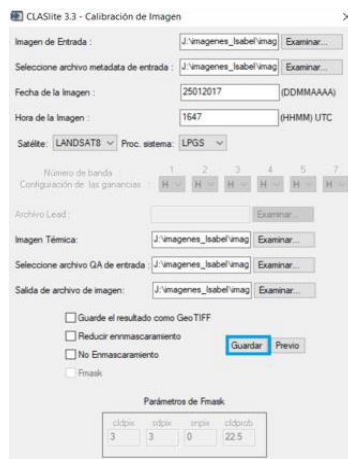 CLASlite 3.3 - Calibración de Imagen
Imagen de Entrada : J:\imagenes_Isabel\imag Examinar...
Seleccione archivo metadata de entrada : J:\imagenes_Isabel\imag Examinar...
Fecha de la Imagen : 25012017 (DDMMAAAA)
Hora de la Imagen : 1647 (HHMM) UTC
Satélite: LANDSAT8 Proc. sistema: LPGS
Número de banda 1 2 3 4 5 7
Configuración de las ganancias : H H H H H H
Archivo Lead : Examinar...
Imagen Térmica: J:\imagenes_Isabel\imag Examinar...
Seleccione archivo QA de entrada : J:\imagenes_Isabel\imag Examinar...
Salida de archivo de imagen: J:\imagenes_Isabel\imag Examinar...
Guarde el resultado como GeoTIFF
Reducir ennmascaramiento
Guardar Previo
No Enmascaramiento
Fmask
Parámetros de Fmask
cldpix sdpix snpix cldprob
3 3 0 22.5